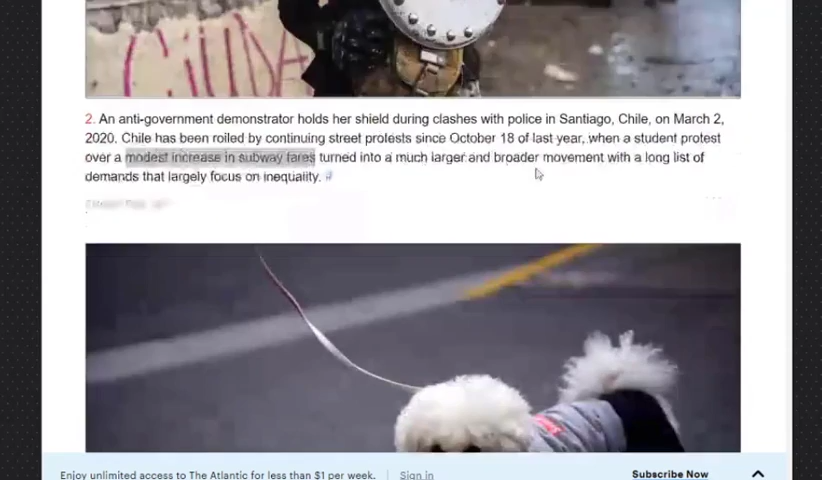 CiUDA
2. An anti-government demonstrator holds her shield during clashes with police in Santiago, Chile, on March 2,
2020. Chile has been roiled by continuing street protests since October 18 of last year, when a student protest
over a modest increase in subway fares turned into a much larger and broader movement with a long list of
demands that largely focus on inequality. #
Enjoy unlimited access to The Atlantic for less than $1 per week. Sign in Subscribe Now